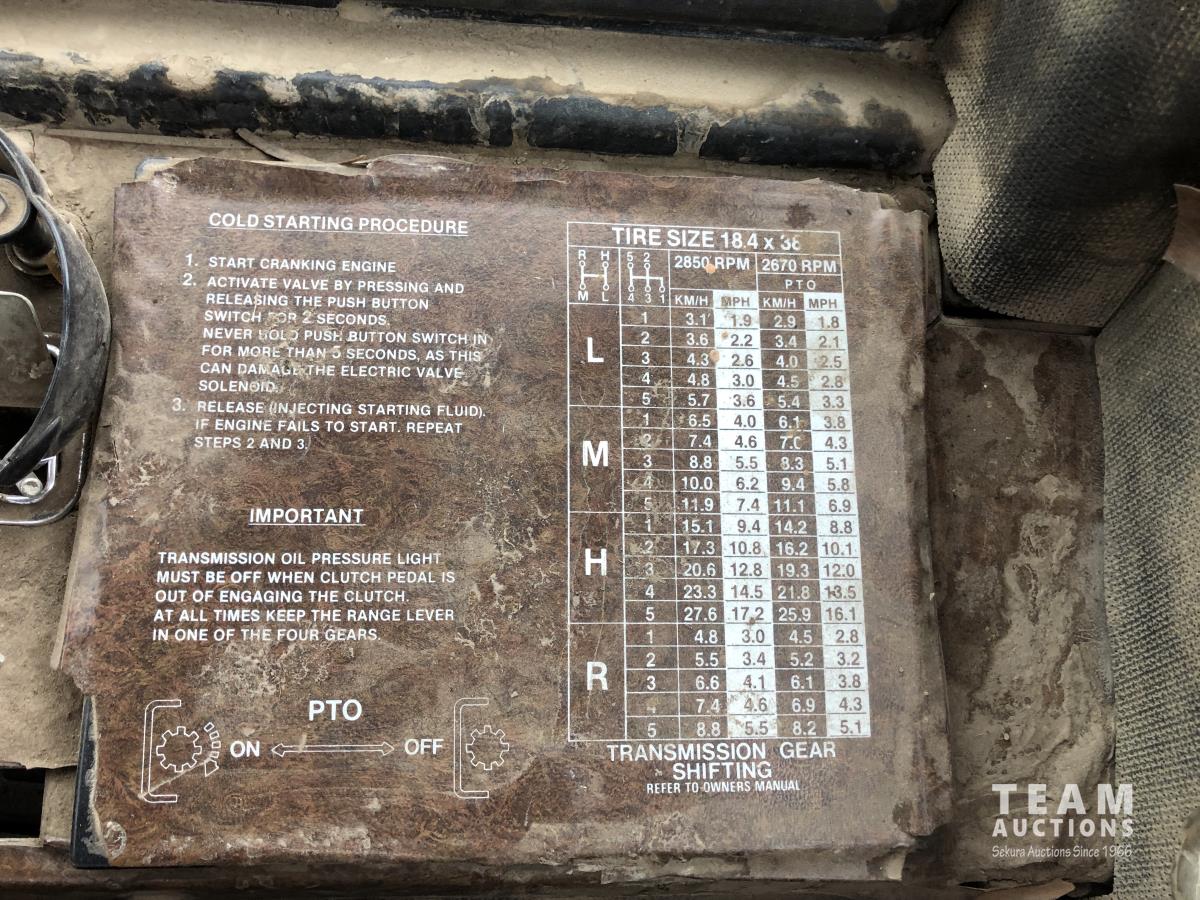 COLD STARTING PROCEDURE
1. START CRANKING ENGINE
2. ACTIVATE VALVE BY PRESSING AND
RELEASING THE PUSH BUTTON
SWITCH FOR 2 SECONDS.
NEVER HOLD PUSH BUTTON SWITCH IN
FOR MORE THAN 5 SECONDS, AS THIS
CAN DAMAGE THE ELECTRIC VALVE
SOLENOID.
3. RELEASE (INJECTING STARTING FLUID).
IF ENGINE FAILS TO START. REPEAT
STEPS 2 AND 3.
IMPORTANT
TRANSMISSION OIL PRESSURE LIGHT
MUST BE OFF WHEN CLUTCH PEDAL IS
OUT OF ENGAGING THE CLUTCH.
AT ALL TIMES KEEP THE RANGE LEVER
IN ONE OF THE FOUR GEARS.
PTO
ON OFF
TIRE SIZE 18.4 x 38
R H 5 2 2850 RPM 2670 RPM
M L 4 3 1 PTO
KM/H MPH KM/H MPH
L
1 3.1 1.9 2.9 1.8
2 3.6 2.2 3.4 2.1
3 4.3 2.6 4.0 2.5
4 4.8 3.0 4.5 2.8
5 5.7 3.6 5.4 3.3
M
1 6.5 4.0 6.1 3.8
2 7.4 4.6 7.0 4.3
3 8.8 5.5 8.3 5.1
4 10.0 6.2 9.4 5.8
5 11.9 7.4 11.1 6.9
H
1 15.1 9.4 14.2 8.8
2 17.3 10.8 16.2 10.1
3 20.6 12.8 19.3 12.0
4 23.3 14.5 21.8 13.5
5 27.6 17.2 25.9 16.1
R
1 4.8 3.0 4.5 2.8
2 5.5 3.4 5.2 3.2
3 6.6 4.1 6.1 3.8
7.4 4.6 6.9 4.3
5 8.8 5.5 8.2 5.1
TRANSMISSION GEAR
SHIFTING
REFER TO OWNERS MANUAL
TEAM
AUCTIONS
Sekura Auctions Since 1966